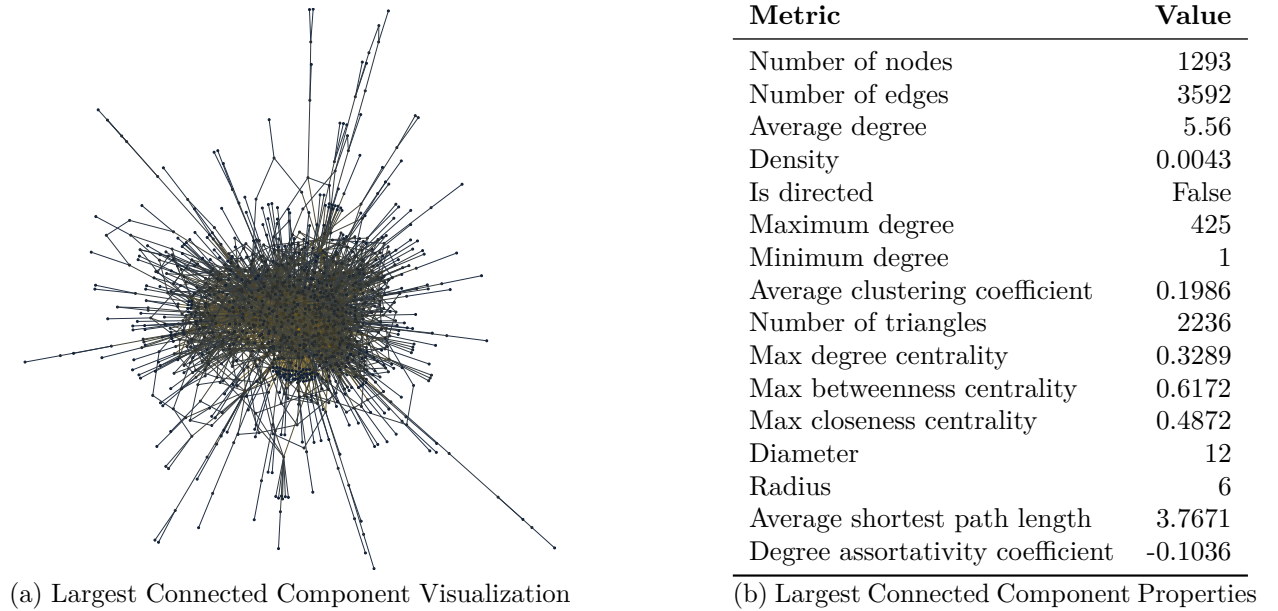 Metric Value
Number of nodes 1293
Number of edges 3592
Average degree 5.56
Density 0.0043
Is directed False
Maximum degree 425
Minimum degree 1
Average clustering coefficient 0.1986
Number of triangles 2236
Max degree centrality 0.3289
Max betweenness centrality 0.6172
Max closeness centrality 0.4872
Diameter 12
Radius 6
Average shortest path length 3.7671
Degree assortativity coefficient -0.1036
(a) Largest Connected Component Visualization
(b) Largest Connected Component Properties